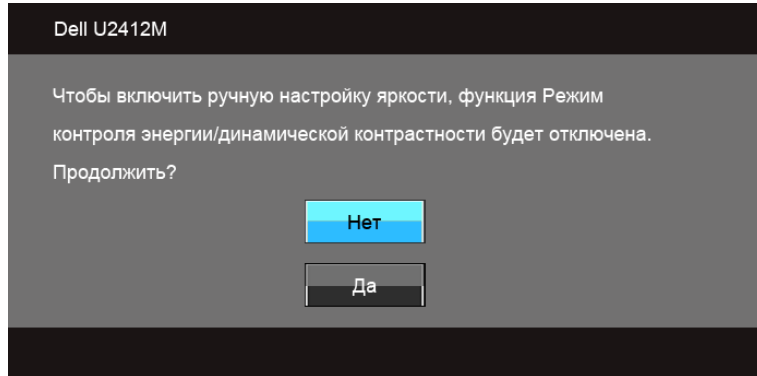 Dell U2412M
Чтобы включить ручную настройку яркости, функция Режим
контроля энергии/динамической контрастности будет отключена.
Продолжить?
Нет
Да